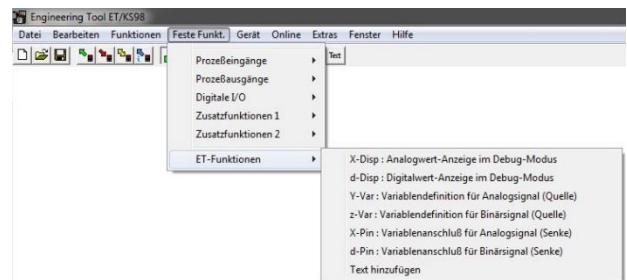 Engineering Tool ET/KS98
Datei Bearbeiten Funktionen Feste Funkt. Gerät Online Extras Fenster Hilfe
Text
Prozeßeingänge
Prozeßausgänge
Digitale I/O
Zusatzfunktionen 1
Zusatzfunktionen 2
ET-Funktionen
X-Disp : Analogwert-Anzeige im Debug-Modus
d-Disp : Digitalwert-Anzeige im Debug-Modus
Y-Var : Variablendefinition für Analogsignal (Quelle)
z-Var : Variablendefinition für Binärsignal (Quelle)
X-Pin : Variablenanschluß für Analogsignal (Senke)
d-Pin : Variablenanschluß für Binärsignal (Senke)
Text hinzufügen